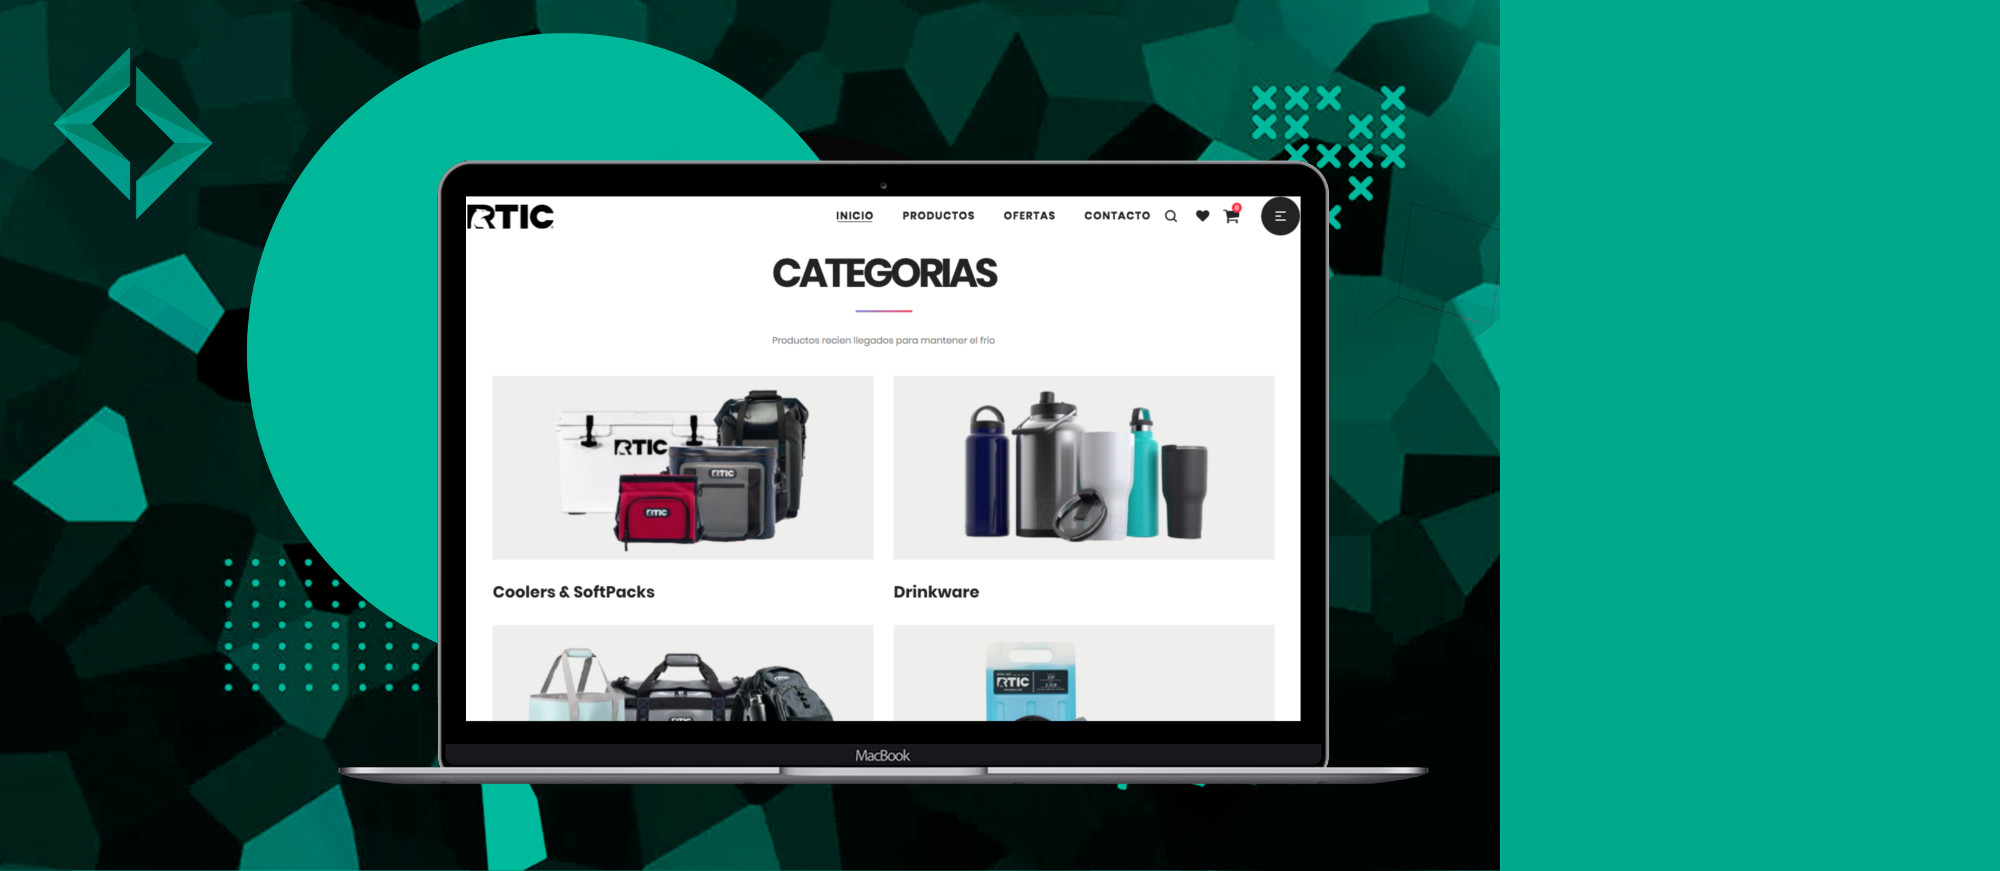 RTIC
INICIO PRODUCTOS OFERTAS CONTACTO
0
CATEGORIAS
Productos recien llegados para mantener el frio
RTIC
RTIC
RTIC
Coolers & SoftPacks
Drinkware
RTIC
RTIC
MacBook